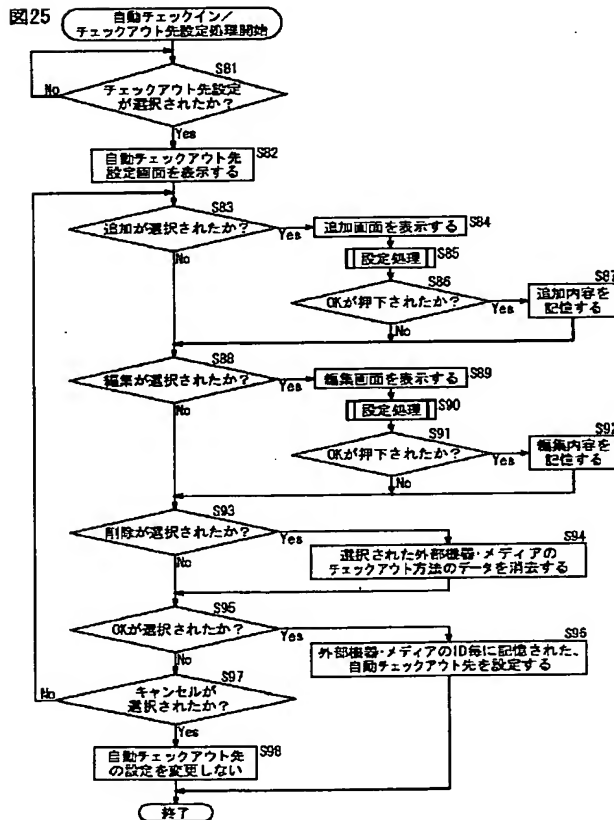 図25
自動チェックイン/
チェックアウト先設定処理開始
S81
チェックアウト先設定
が選択されたか?
No
Yes
自動チェックアウト先
設定画面を表示する
S82
S83
追加が選択されたか?
Yes
No
追加画面を表示する
S84
設定処理
S85
S86
OKが押下されたか?
Yes
No
S87
追加内容を
記憶する
S88
編集が選択されたか?
Yes
No
編集画面を表示する
S89
設定処理
S90
S91
OKが押下されたか?
Yes
No
S92
編集内容を
記憶する
S93
削除が選択されたか?
Yes
No
S94
選択された外部機器・メディアの
チェックアウト方法のデータを消去する
S95
OKが選択されたか?
Yes
No
S96
外部機器・メディアのID毎に記憶された、
自動チェックアウト先を設定する
S97
キャンセルが
選択されたか?
No
Yes
自動チェックアウト先
の設定を変更しない
S98
終了